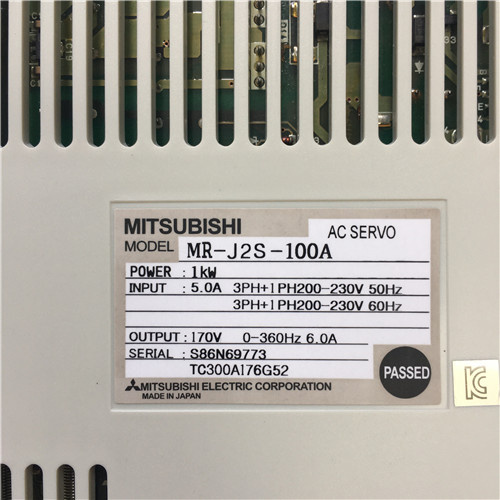 MITSUBISHI
AC SERVO
MODEL MR-J2S-100A
POWER : 1kW
INPUT : 5.0A 3PH+1PH200-230V 50Hz
3PH+1PH200-230V 60Hz
OUTPUT : 170V 0-360Hz 6.0A
SERIAL : S86N69773
TC300A176G52
PASSED
MITSUBISHI ELECTRIC CORPORATION
MADE IN JAPAN